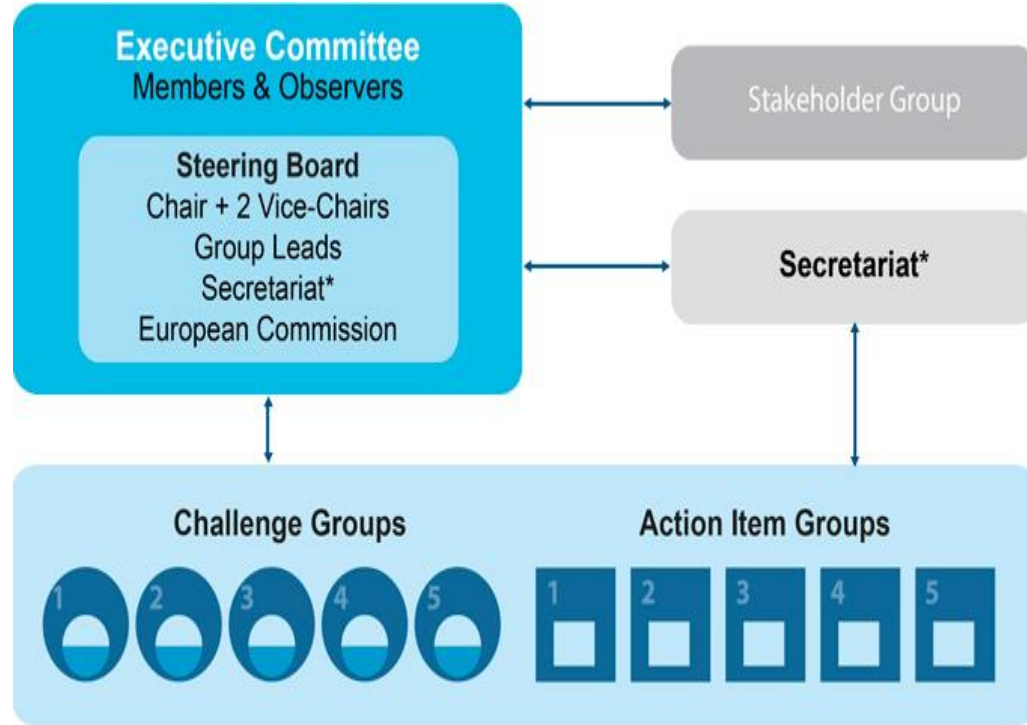 Executive Committee
Members & Observers
Steering Board
Chair + 2 Vice-Chairs
Group Leads
Secretariat*
European Commission
Stakeholder Group
Secretariat*
Challenge Groups
1 2 3 4 5
Action Item Groups
1 2 3 4 5